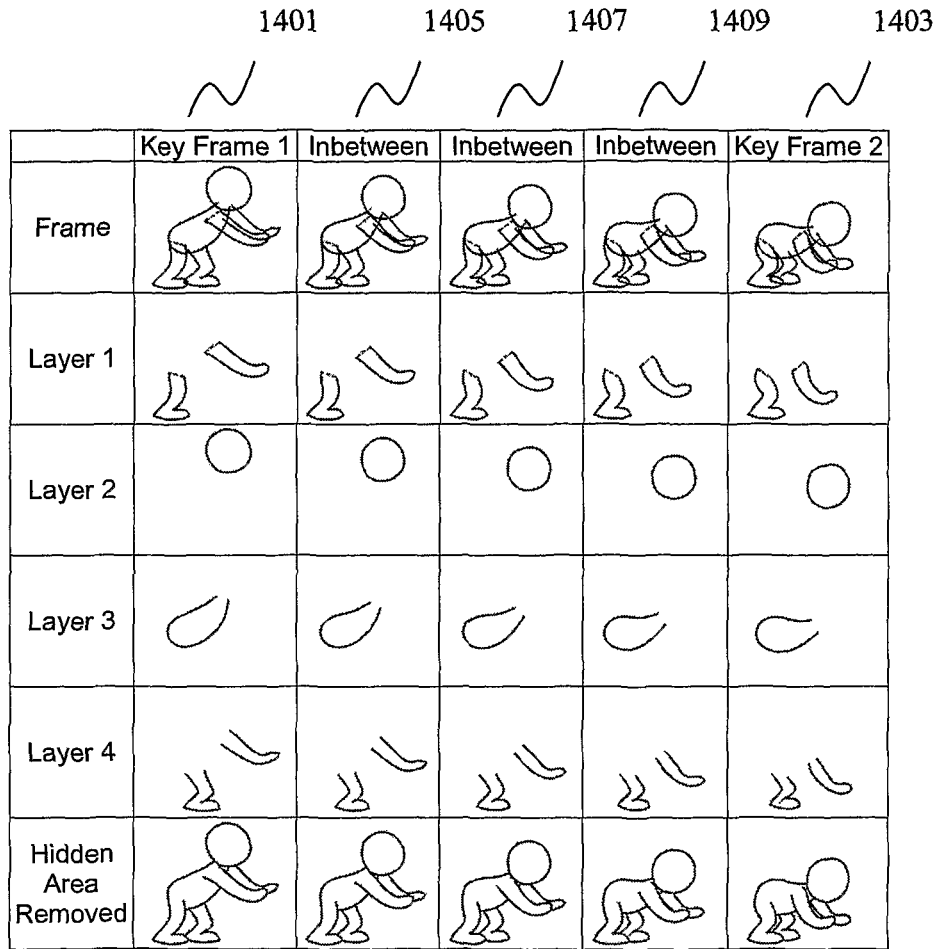 1401 1405 1407 1409 1403
Key Frame 1 Inbetween Inbetween Inbetween Key Frame 2
Frame
Layer 1
Layer 2
Layer 3
Layer 4
Hidden
Area
Removed